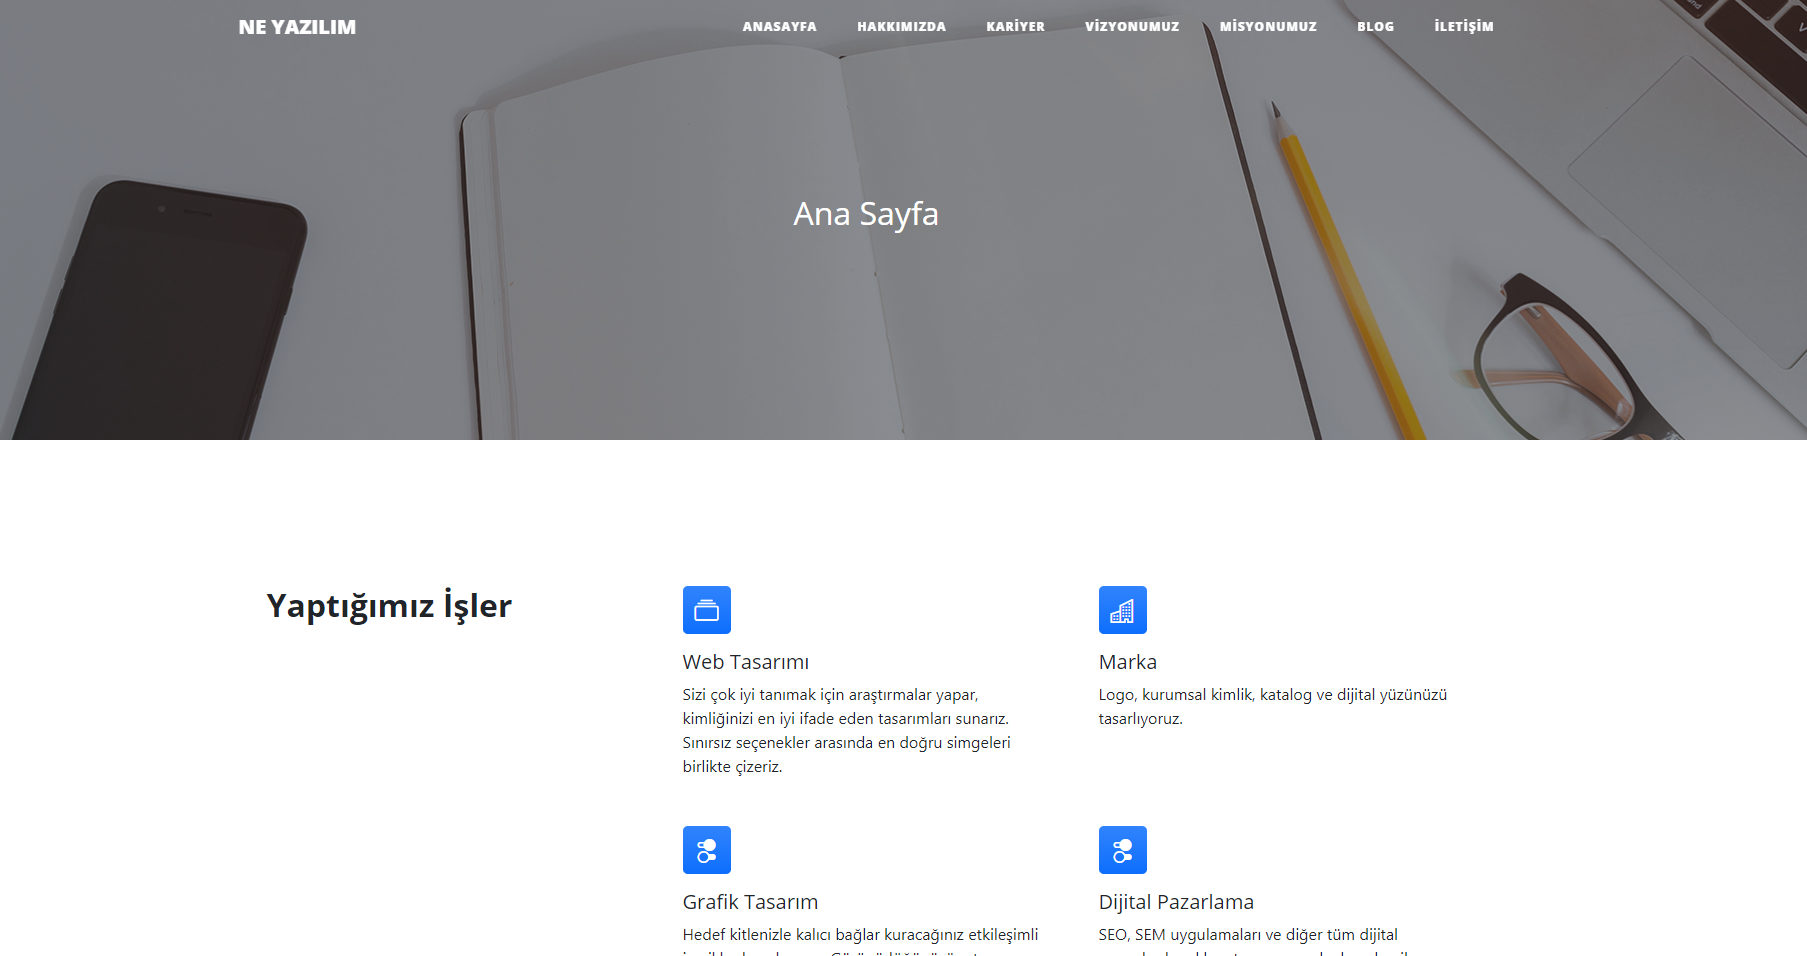 NE YAZILIM
ANASAYFA HAKKIMIZDA KARİYER VİZYONUMUZ MİSYONUMUZ BLOG İLETİŞİM
Ana Sayfa
Yaptığımız İşler
Web Tasarımı
Sizi çok iyi tanımak için araştırmalar yapar,
kimliğinizi en iyi ifade eden tasarımları sunarız.
Sınırsız seçenekler arasında en doğru simgeleri
birlikte çizeriz.
Marka
Logo, kurumsal kimlik, katalog ve dijital yüzünüzü
tasarlıyoruz.
Grafik Tasarım
Hedef kitlenizle kalıcı bağlar kuracağınız etkileşimli
Dijital Pazarlama
SEO, SEM uygulamaları ve diğer tüm dijital